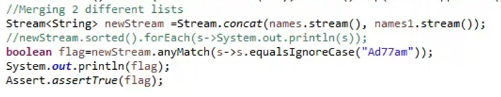 //Merging 2 different lists
Stream<String> newStream =Stream.concat(names.stream(), names1.stream());
//newStream.sorted().forEach(s->System.out.println(s));
boolean flag=newStream.anyMatch(s->s.equalsIgnoreCase("Ad77am"));
System.out.println(flag);
Assert.assertTrue(flag);